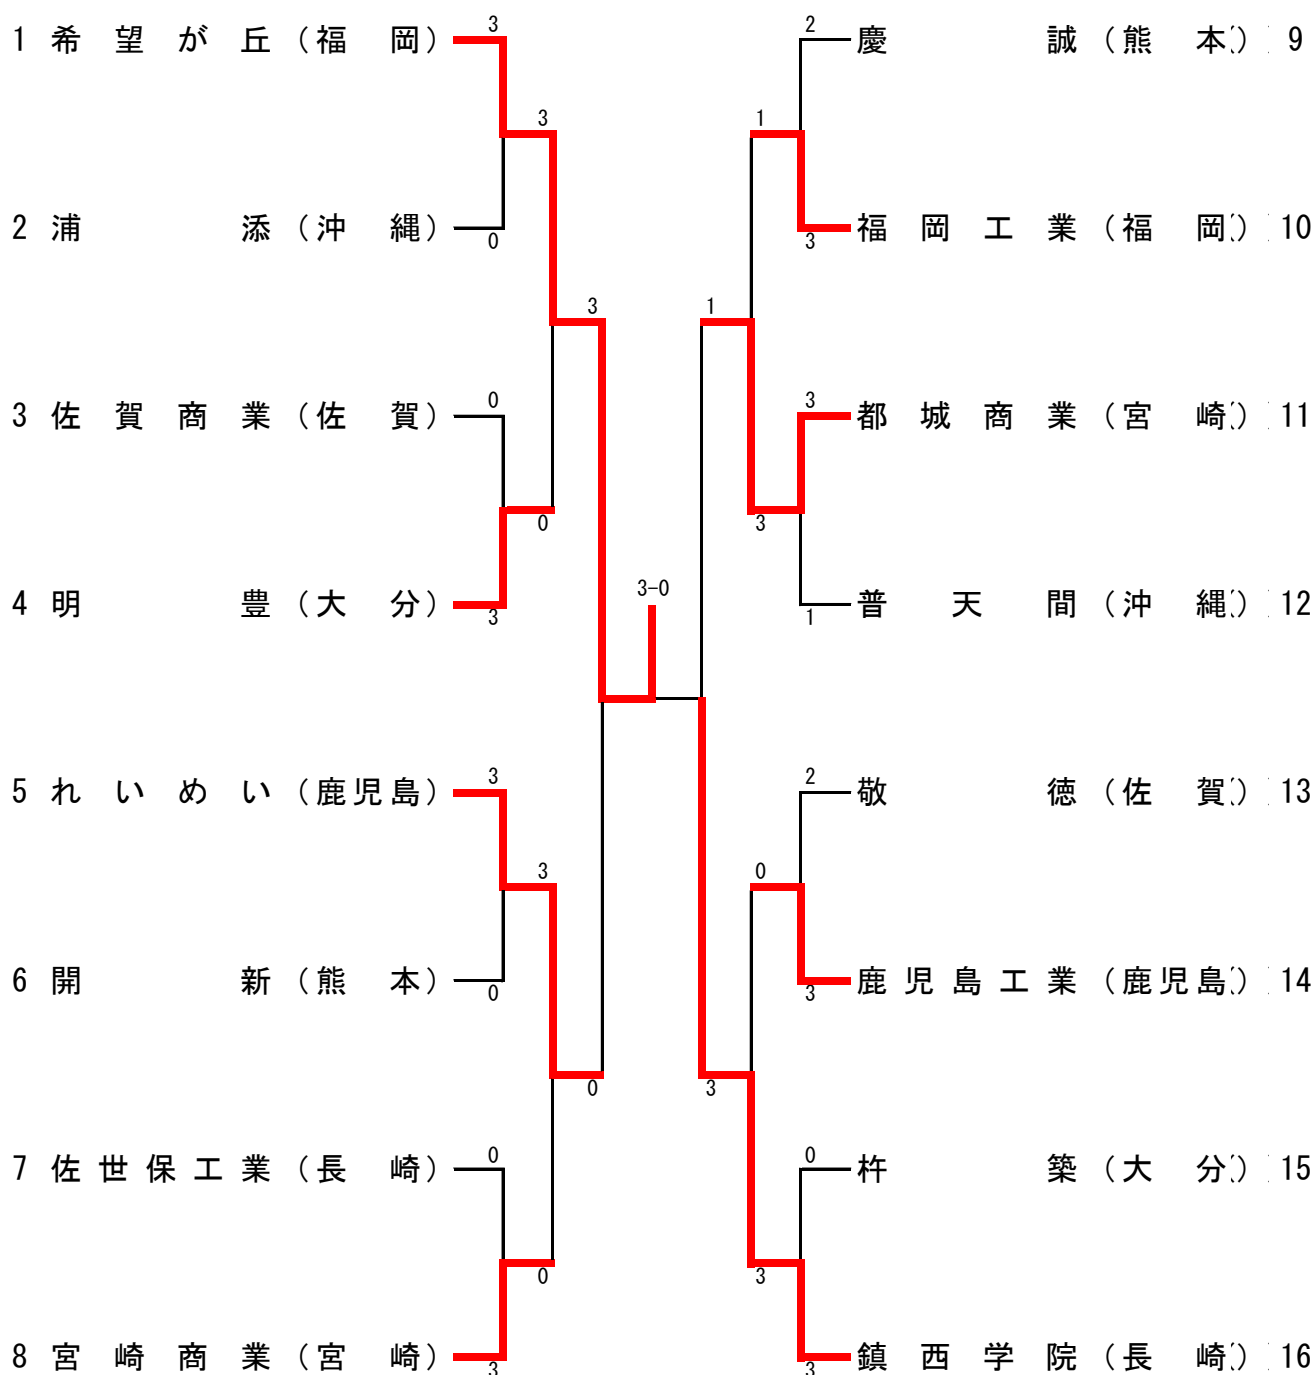 3 2
1 希望が丘（福岡） 慶誠（熊本） 9
3 1
2 浦添（沖縄） 0 3 福岡工業（福岡） 10
3 1
0 3
3 佐賀商業（佐賀） 都城商業（宮崎） 11
0 3
3-0
4 明豊（大分） 3 1 普天間（沖縄） 12
3 2
5 れいめい（鹿児島） 敬徳（佐賀） 13
3 0
6 開新（熊本） 0 3 鹿児島工業（鹿児島） 14
0 3
0 0
7 佐世保工業（長崎） 杵築（大分） 15
0 3
8 宮崎商業（宮崎） 3 3 鎮西学院（長崎） 16